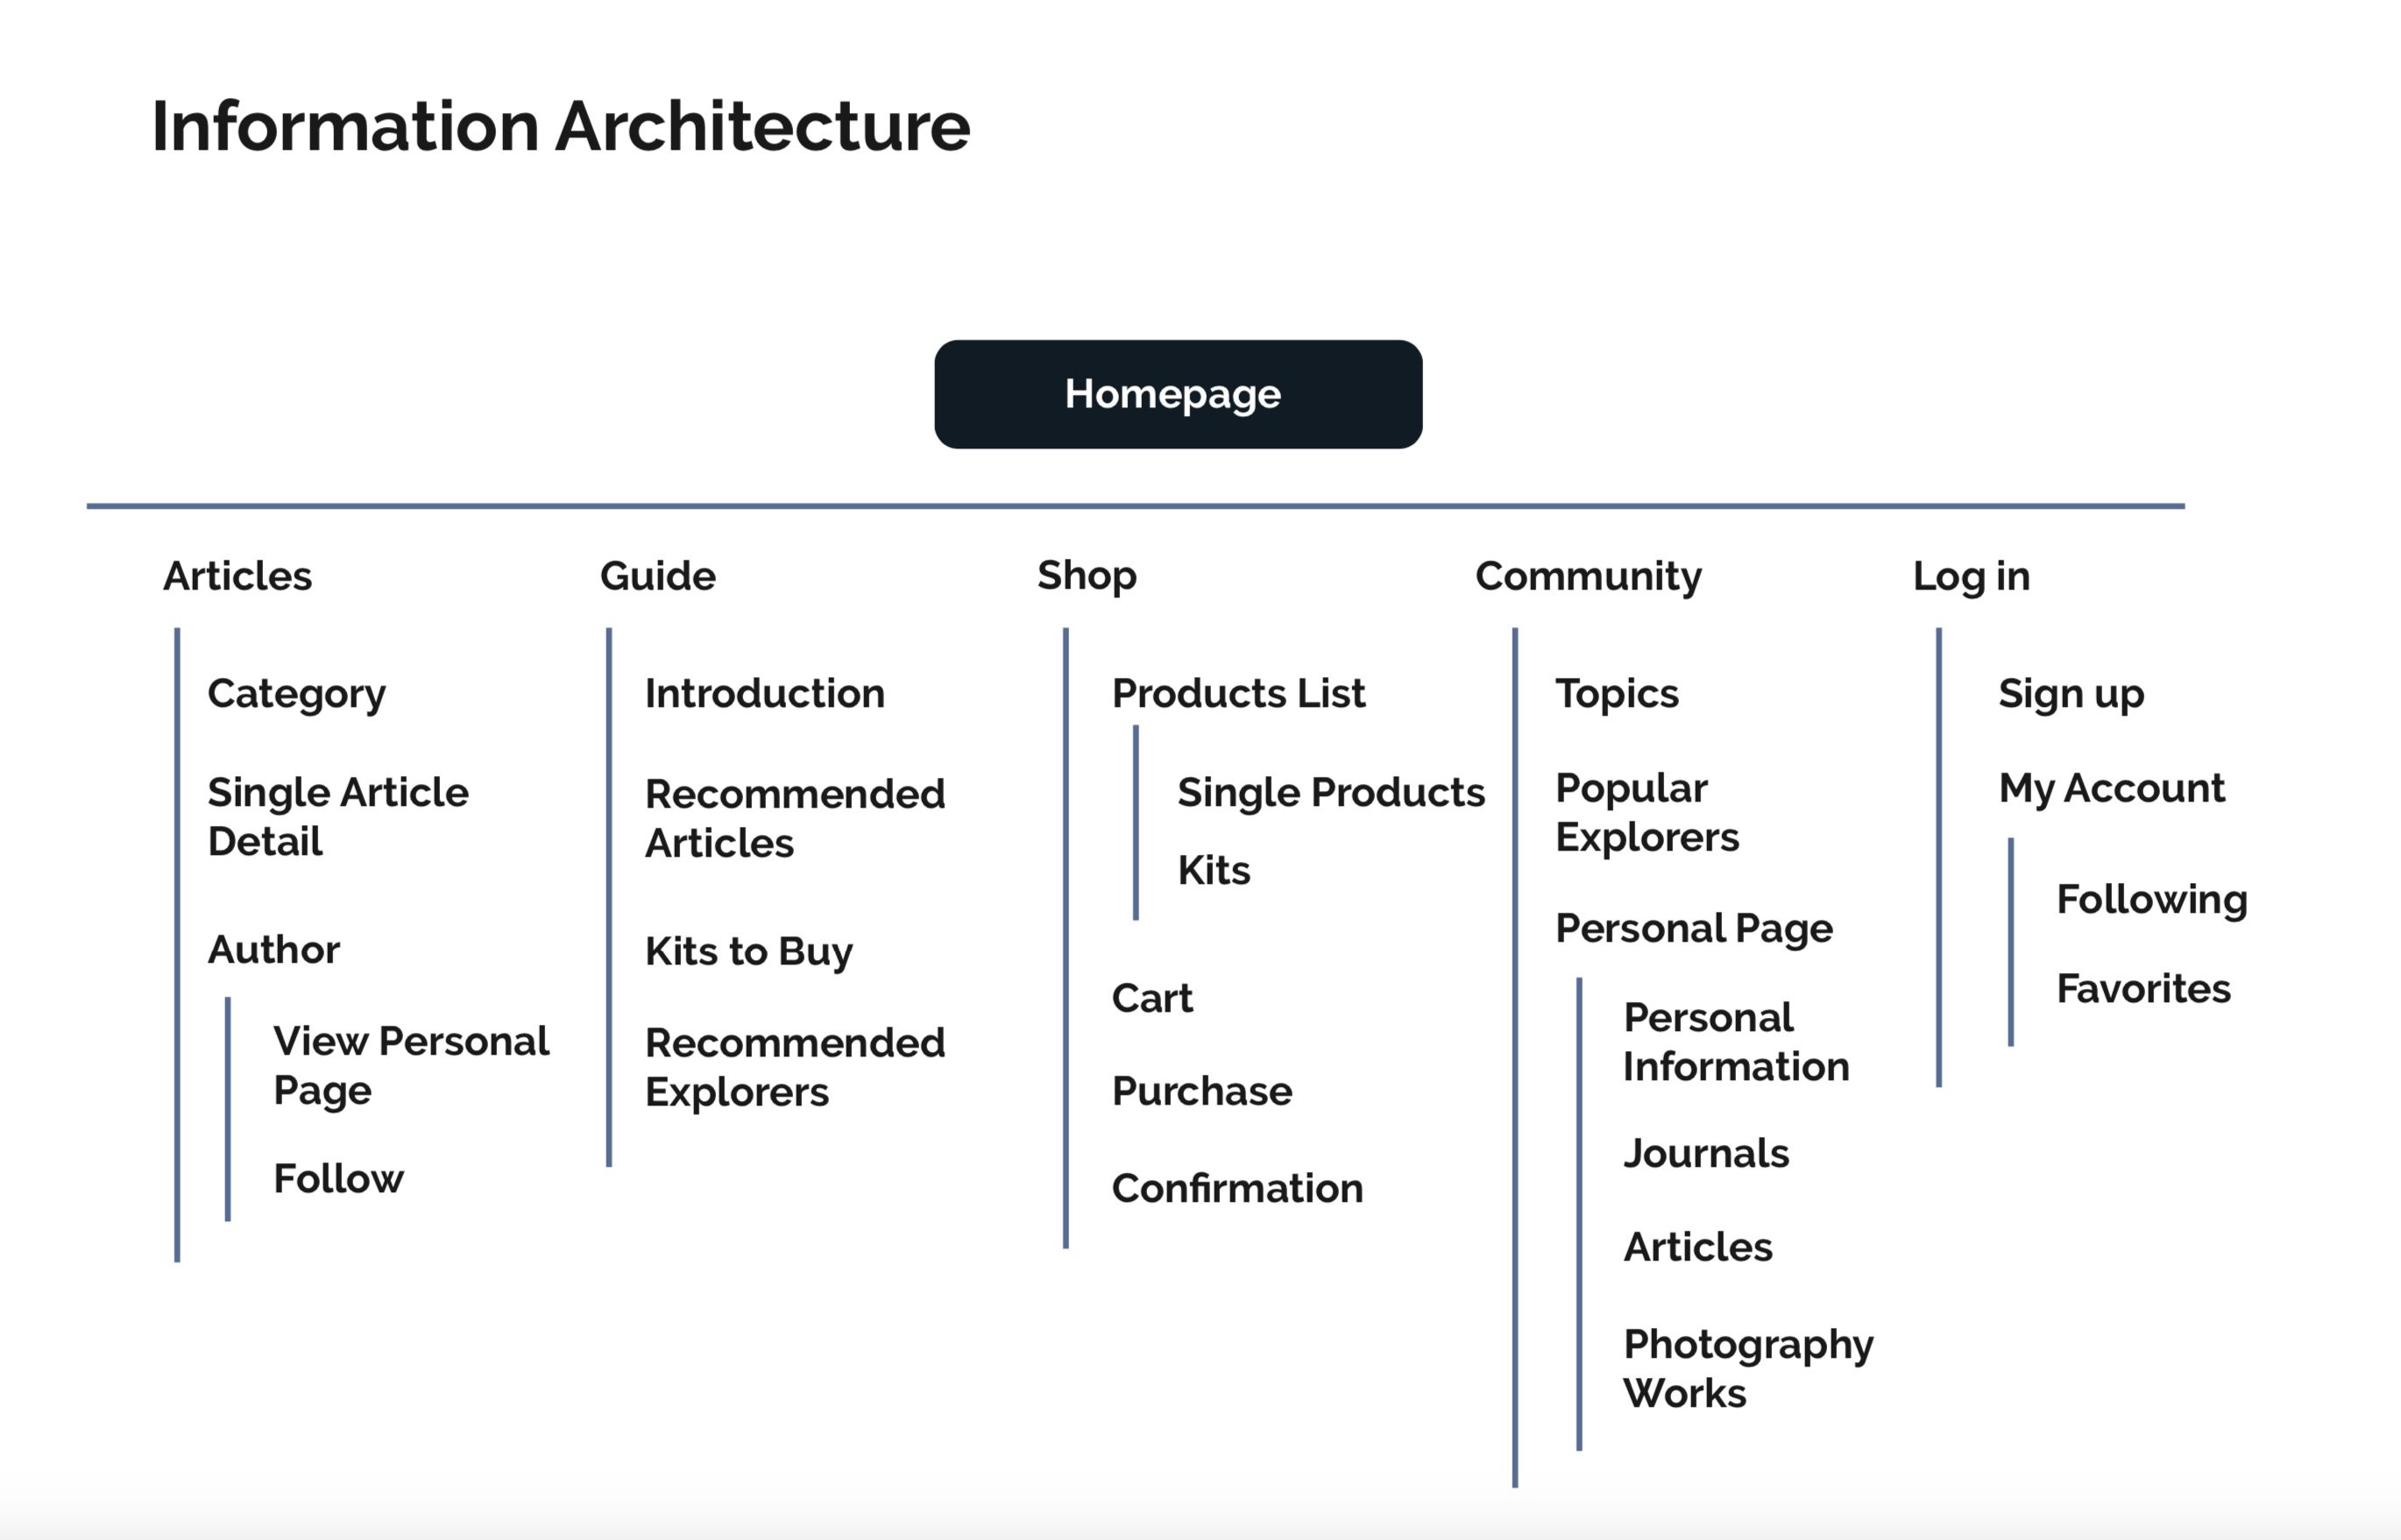 Information Architecture
Homepage
Articles
Category
Single Article
Detail
Author
View Personal
Page
Follow
Guide
Introduction
Recommended
Articles
Kits to Buy
Recommended
Explorers
Shop
Products List
Single Products
Kits
Cart
Purchase
Confirmation
Community
Topics
Popular
Explorers
Personal Page
Personal
Information
Journals
Articles
Photography
Works
Log in
Sign up
My Account
Following
Favorites